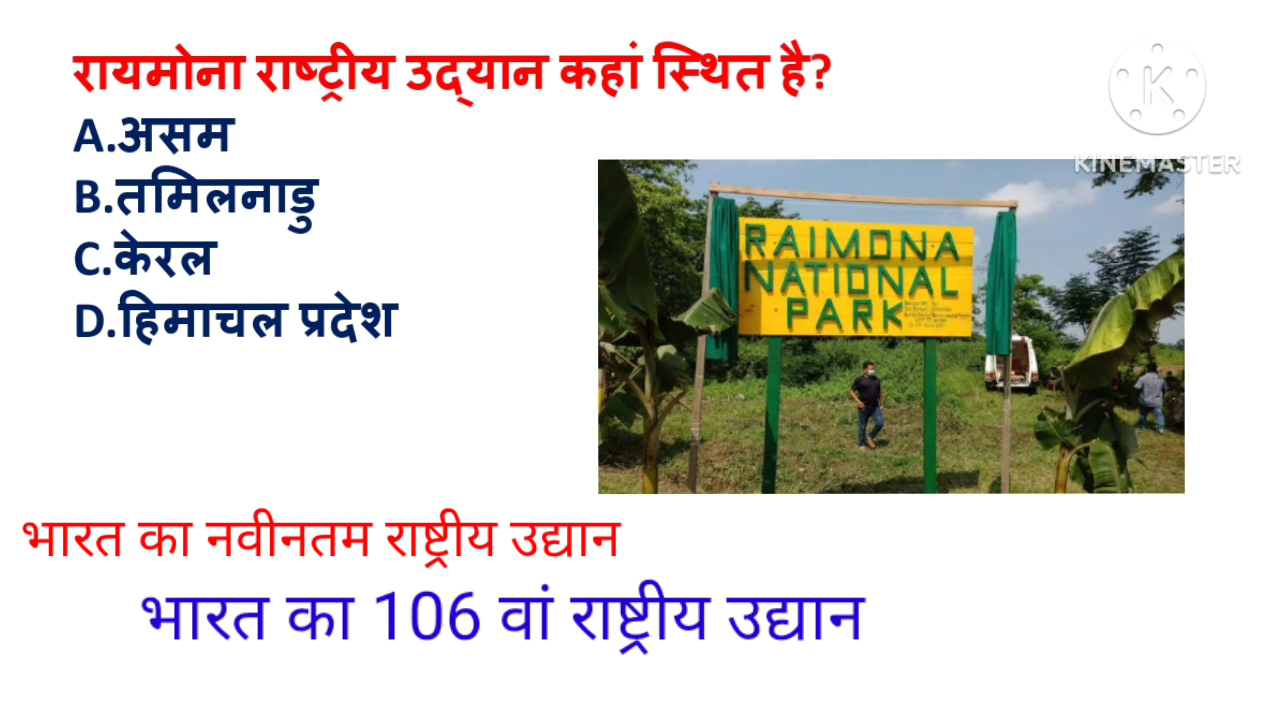 रायमोना राष्ट्रीय उद्यान कहां स्थित है?
A.असम
B.तमिलनाडु
C.केरल
D.हिमाचल प्रदेश
KINEMASTER
RAIMONA
NATIONAL
PARK
भारत का नवीनतम राष्ट्रीय उद्यान
भारत का 106 वां राष्ट्रीय उद्यान